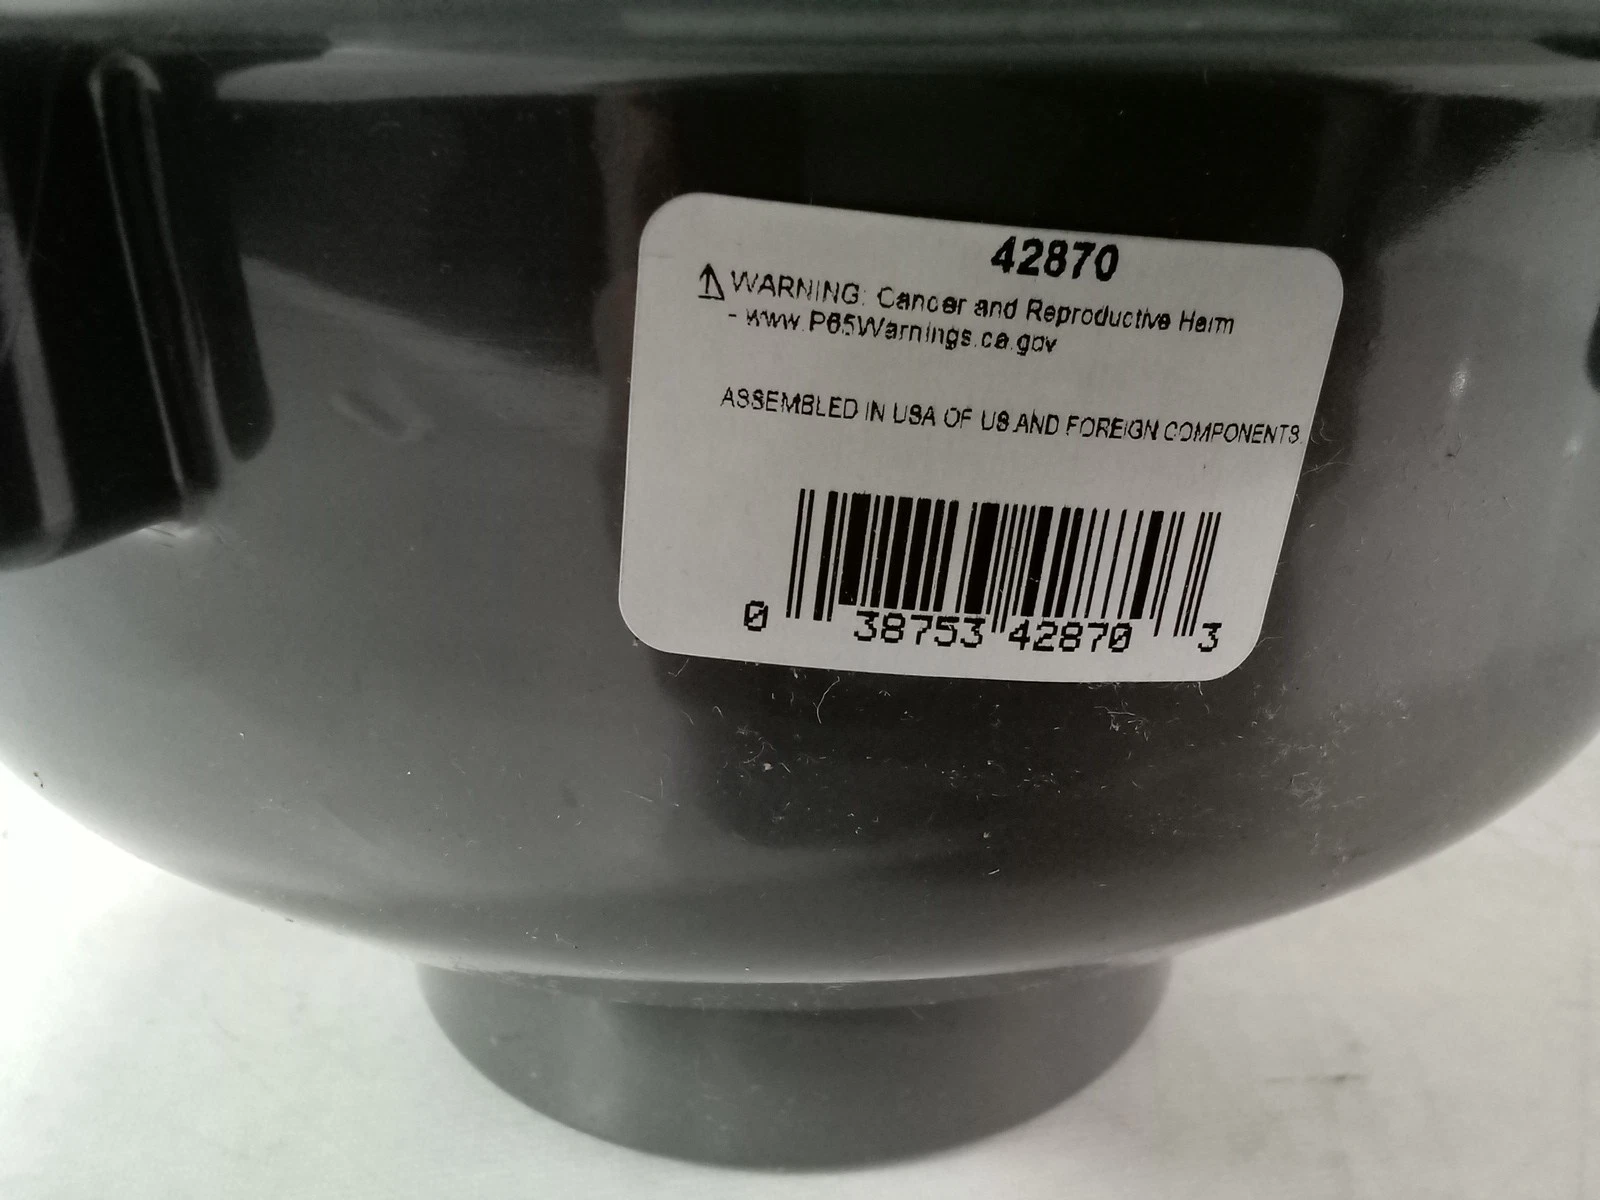 42870
⚠ WARNING: Cancer and Reproductive Harm
- www.P65Warnings.ca.gov
ASSEMBLED IN USA OF US AND FOREIGN COMPONENTS.
0 38753 42870 3